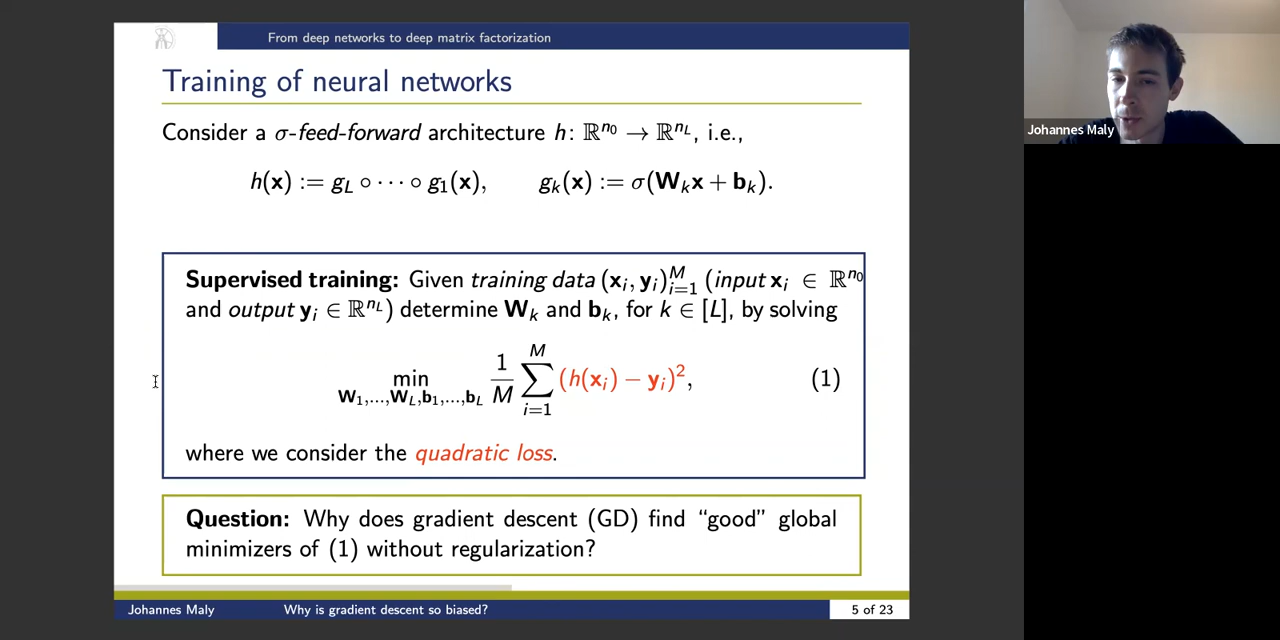 From deep networks to deep matrix factorization
Training of neural networks
Consider a σ-feed-forward architecture h: ℝ^{n_0} → ℝ^{n_L}, i.e.,
h(x) := g_L ∘ ··· ∘ g_1(x),    g_k(x) := σ(W_k x + b_k).
Supervised training: Given training data (x_i, y_i)_{i=1}^M (input x_i ∈ ℝ^{n_0}
and output y_i ∈ ℝ^{n_L}) determine W_k and b_k, for k ∈ [L], by solving
min_{W_1,...,W_L,b_1,...,b_L} 1/M ∑_{i=1}^M (h(x_i) − y_i)^2,    (1)
where we consider the quadratic loss.
Question: Why does gradient descent (GD) find “good” global
minimizers of (1) without regularization?
Johannes Maly    Why is gradient descent so biased?    5 of 23
Johannes Maly